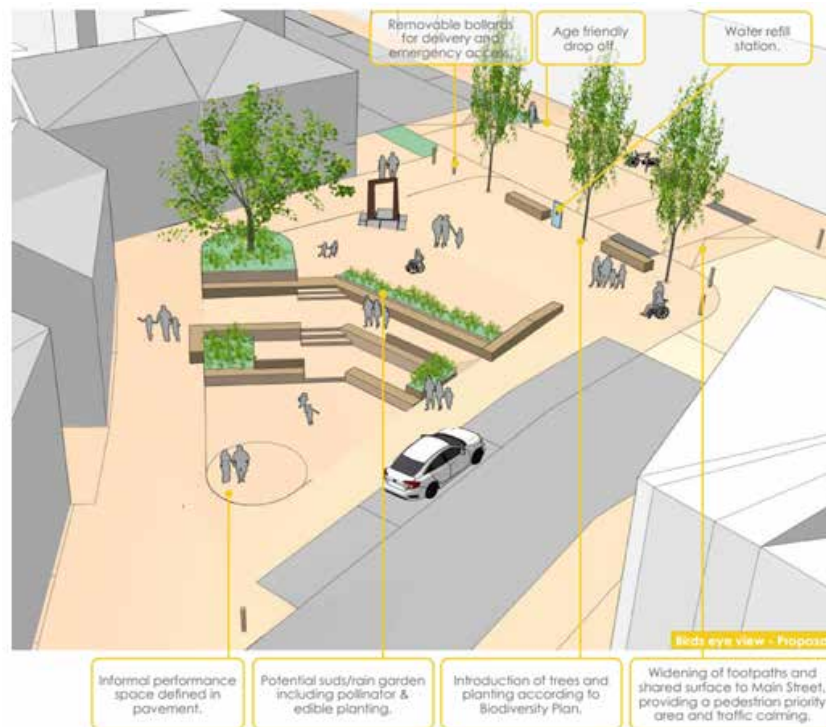 Removable bollards
for delivery and
emergency access.
Age friendly
drop off.
Water refill
station.
Birds eye view - Proposa
Informal performance
space defined in
pavement.
Potential suds/rain garden
including pollinator &
edible planting.
Introduction of trees and
planting according to
Biodiversity Plan.
Widening of footpaths and
shared surface to Main Street,
providing a pedestrian priority
area and traffic calming.